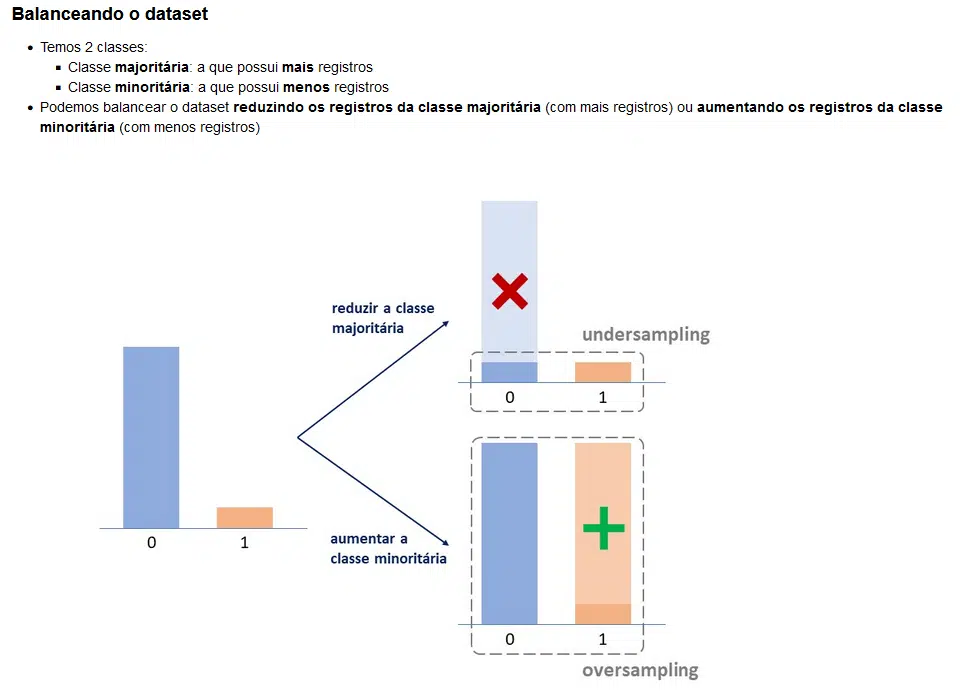 Balanceando o dataset
• Temos 2 classes:
▪ Classe majoritária: a que possui mais registros
▪ Classe minoritária: a que possui menos registros
• Podemos balancear o dataset reduzindo os registros da classe majoritária (com mais registros) ou aumentando os registros da classe
minoritária (com menos registros)
reduzir a classe
majoritária
undersampling
0 1
0 1
aumentar a
classe minoritária
0 1
oversampling